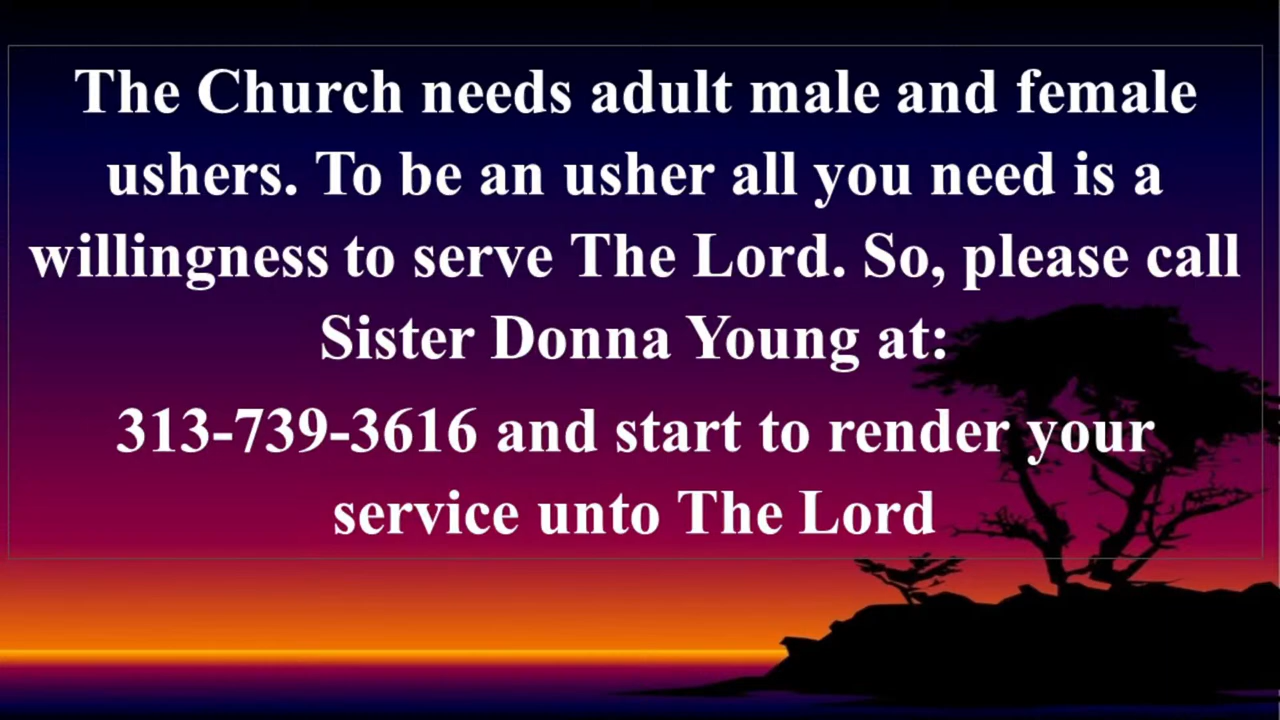 The Church needs adult male and female
ushers. To be an usher all you need is a
willingness to serve The Lord. So, please call
Sister Donna Young at:
313-739-3616 and start to render your
service unto The Lord